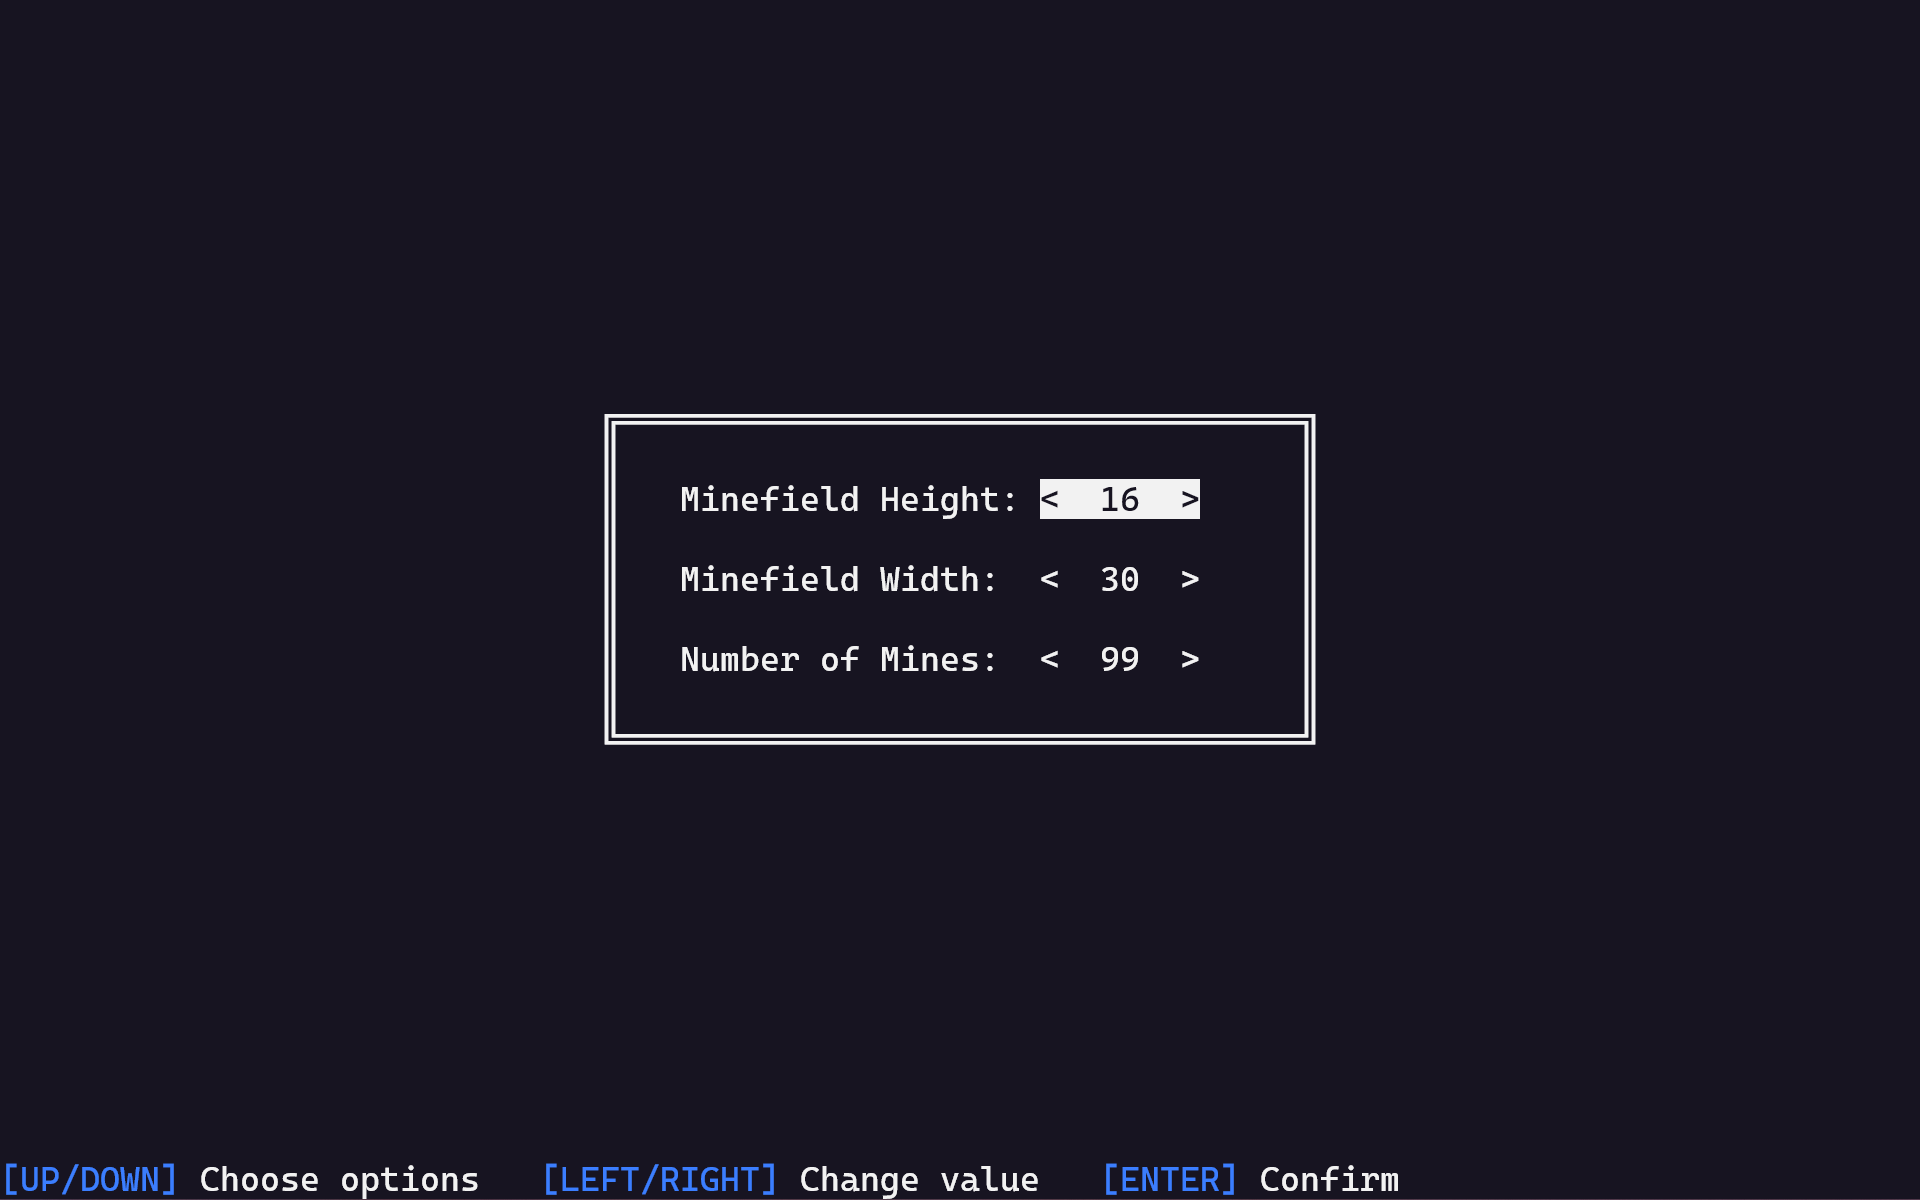 Minefield Height: <  16  >
Minefield Width:  <  30  >
Number of Mines:  <  99  >
[UP/DOWN] Choose options   [LEFT/RIGHT] Change value   [ENTER] Confirm